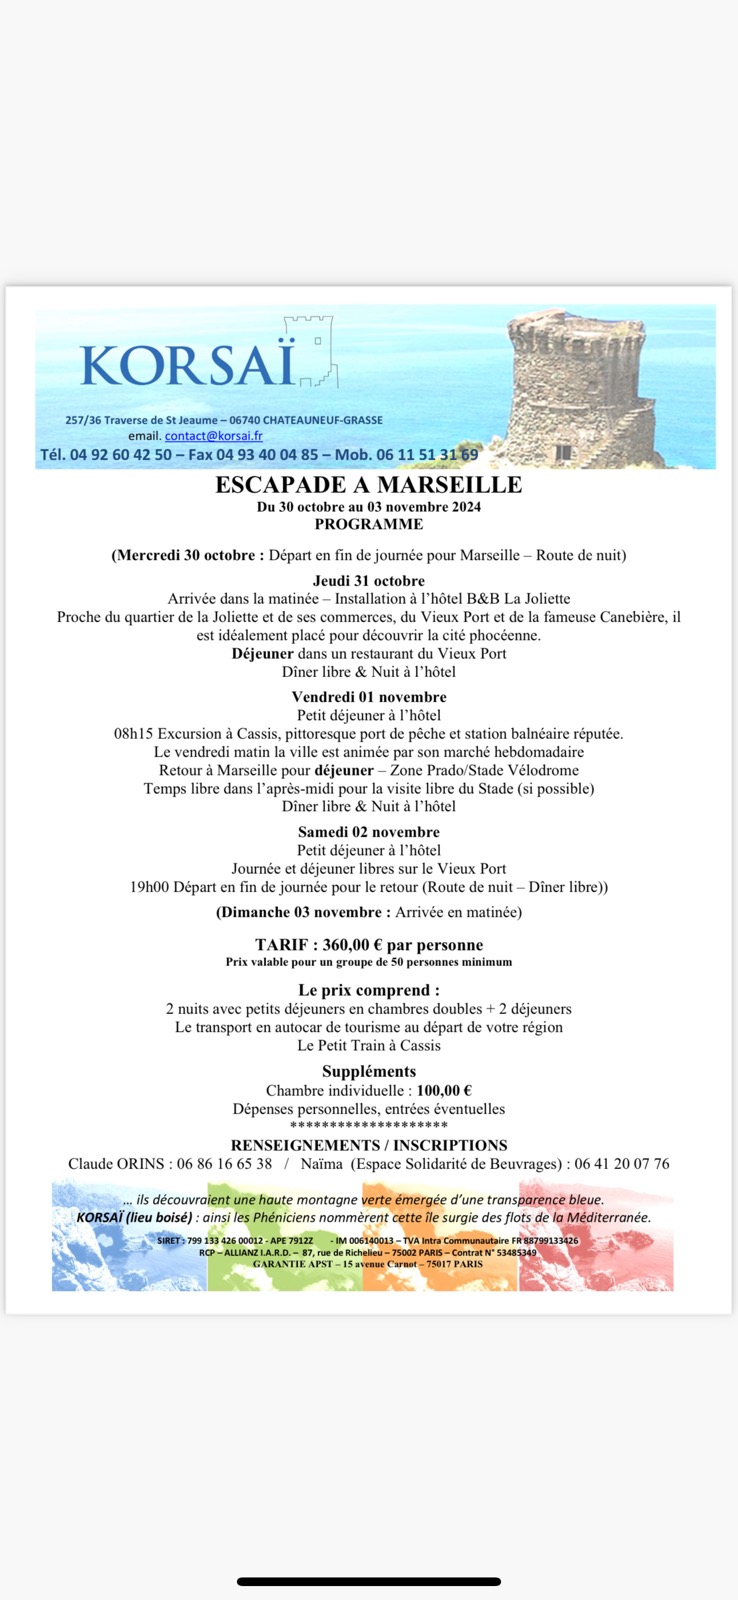 KORSAÏ
257/36 Traverse de St Jeaume – 06740 CHATEAUNEUF-GRASSE
email. contact@korsai.fr
Tél. 04 92 60 42 50 – Fax 04 93 40 04 85 – Mob. 06 11 51 31 69
ESCAPADE A MARSEILLE
Du 30 octobre au 03 novembre 2024
PROGRAMME
(Mercredi 30 octobre : Départ en fin de journée pour Marseille – Route de nuit)
Jeudi 31 octobre
Arrivée dans la matinée – Installation à l'hôtel B&B La Joliette
Proche du quartier de la Joliette et de ses commerces, du Vieux Port et de la fameuse Canebière, il
est idéalement placé pour découvrir la cité phocéenne.
Déjeuner dans un restaurant du Vieux Port
Dîner libre & Nuit à l'hôtel
Vendredi 01 novembre
Petit déjeuner à l'hôtel
08h15 Excursion à Cassis, pittoresque port de pêche et station balnéaire réputée.
Le vendredi matin la ville est animée par son marché hebdomadaire
Retour à Marseille pour déjeuner – Zone Prado/Stade Vélodrome
Temps libre dans l'après-midi pour la visite libre du Stade (si possible)
Dîner libre & Nuit à l'hôtel
Samedi 02 novembre
Petit déjeuner à l'hôtel
Journée et déjeuner libres sur le Vieux Port
19h00 Départ en fin de journée pour le retour (Route de nuit – Dîner libre))
(Dimanche 03 novembre : Arrivée en matinée)
TARIF : 360,00 € par personne
Prix valable pour un groupe de 50 personnes minimum
Le prix comprend :
2 nuits avec petits déjeuners en chambres doubles + 2 déjeuners
Le transport en autocar de tourisme au départ de votre région
Le Petit Train à Cassis
Suppléments
Chambre individuelle : 100,00 €
Dépenses personnelles, entrées éventuelles
********************
RENSEIGNEMENTS / INSCRIPTIONS
Claude ORINS : 06 86 16 65 38 / Naïma (Espace Solidarité de Beuvrages) : 06 41 20 07 76
... ils découvraient une haute montagne verte émergée d'une transparence bleue.
KORSAÏ (lieu boisé) : ainsi les Phéniciens nommèrent cette île surgie des flots de la Méditerranée.
SIRET : 799 133 426 00012 - APE 7912Z - IM 006140013 – TVA Intra Communautaire FR 88799133426
RCP – ALLIANZ I.A.R.D. – 87, rue de Richelieu – 75002 PARIS – Contrat N° 53485349
GARANTIE APST – 15 avenue Carnot – 75017 PARIS